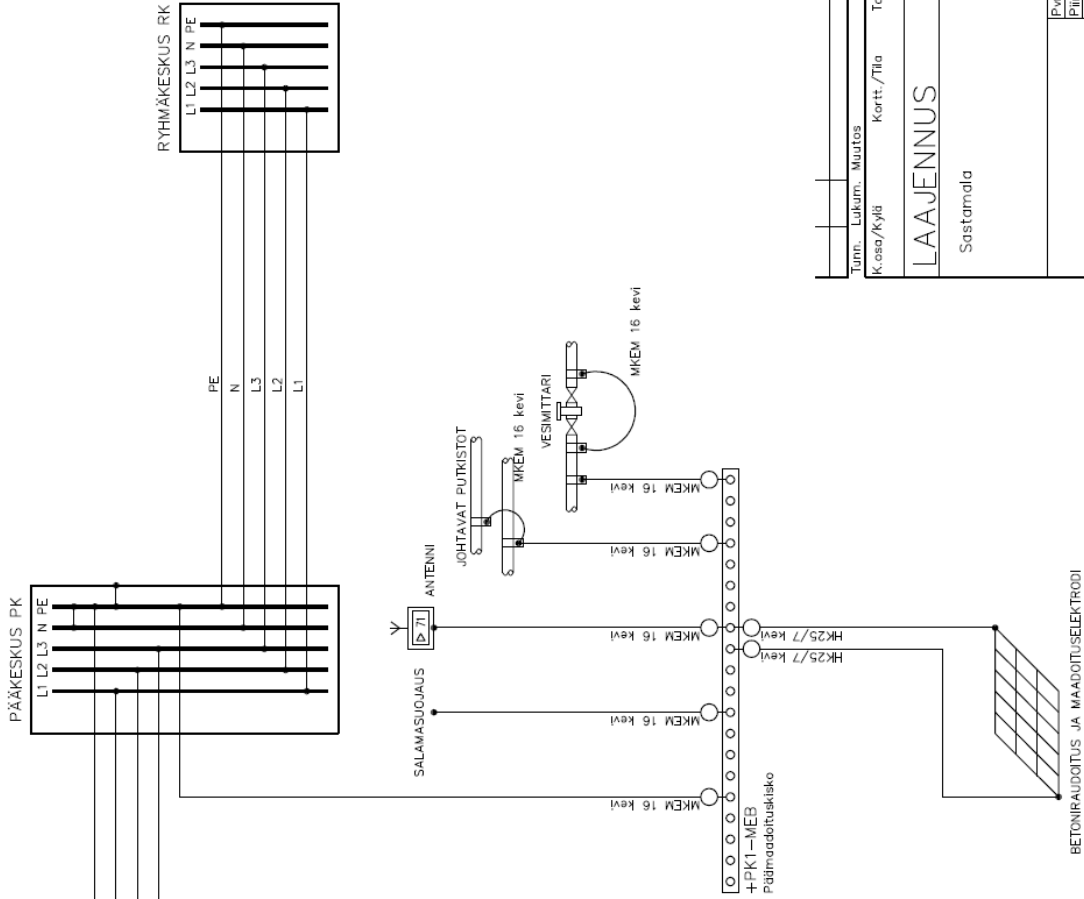 RYHMÄKESKUS RK
L1 L2 L3 N PE
PE
N
L3
L2
L1
PÄÄKESKUS PK
L1 L2 L3 N PE
Tunn. Lukum. Muutos
K.osa/Kylä Kortt./Tila
LAAJENNUS
Sastamala
MKEM 16 kevi
VESIMITTARI
MKEM 16 kevi
JOHTAVAT PUTKISTOT
ANTENNI
71
SALAMASUOJAUS
MKEM 16 kevi
MKEM 16 kevi
MKEM 16 kevi
MKEM 16 kevi
MKEM 16 kevi
HK25/7 kevi
HK25/7 kevi
+PK1-MEB
Päämaadoituskisko
BETONIRAUDOITUS JA MAADOITUSELEKTRODI